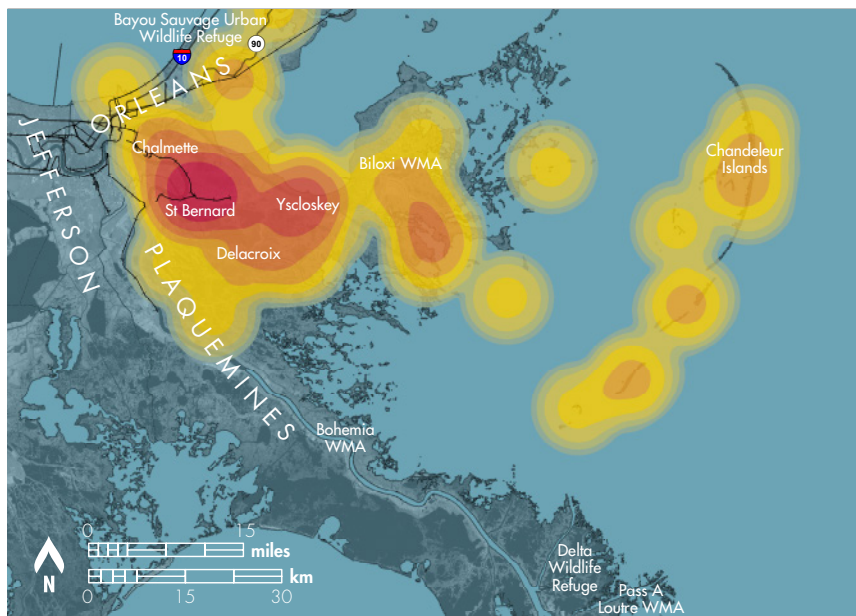 Bayou Sauvage Urban
Wildlife Refuge
90
10
ORLEANS
JEFFERSON
Chalmette
Biloxi WMA
Chandeleur
Islands
St Bernard
Yscloskey
Delacroix
PLAQUEMINES
Bohemia
WMA
0 15
miles
km
0 15 30
N
Delta
Wildlife
Refuge
Pass A
Loutre WMA